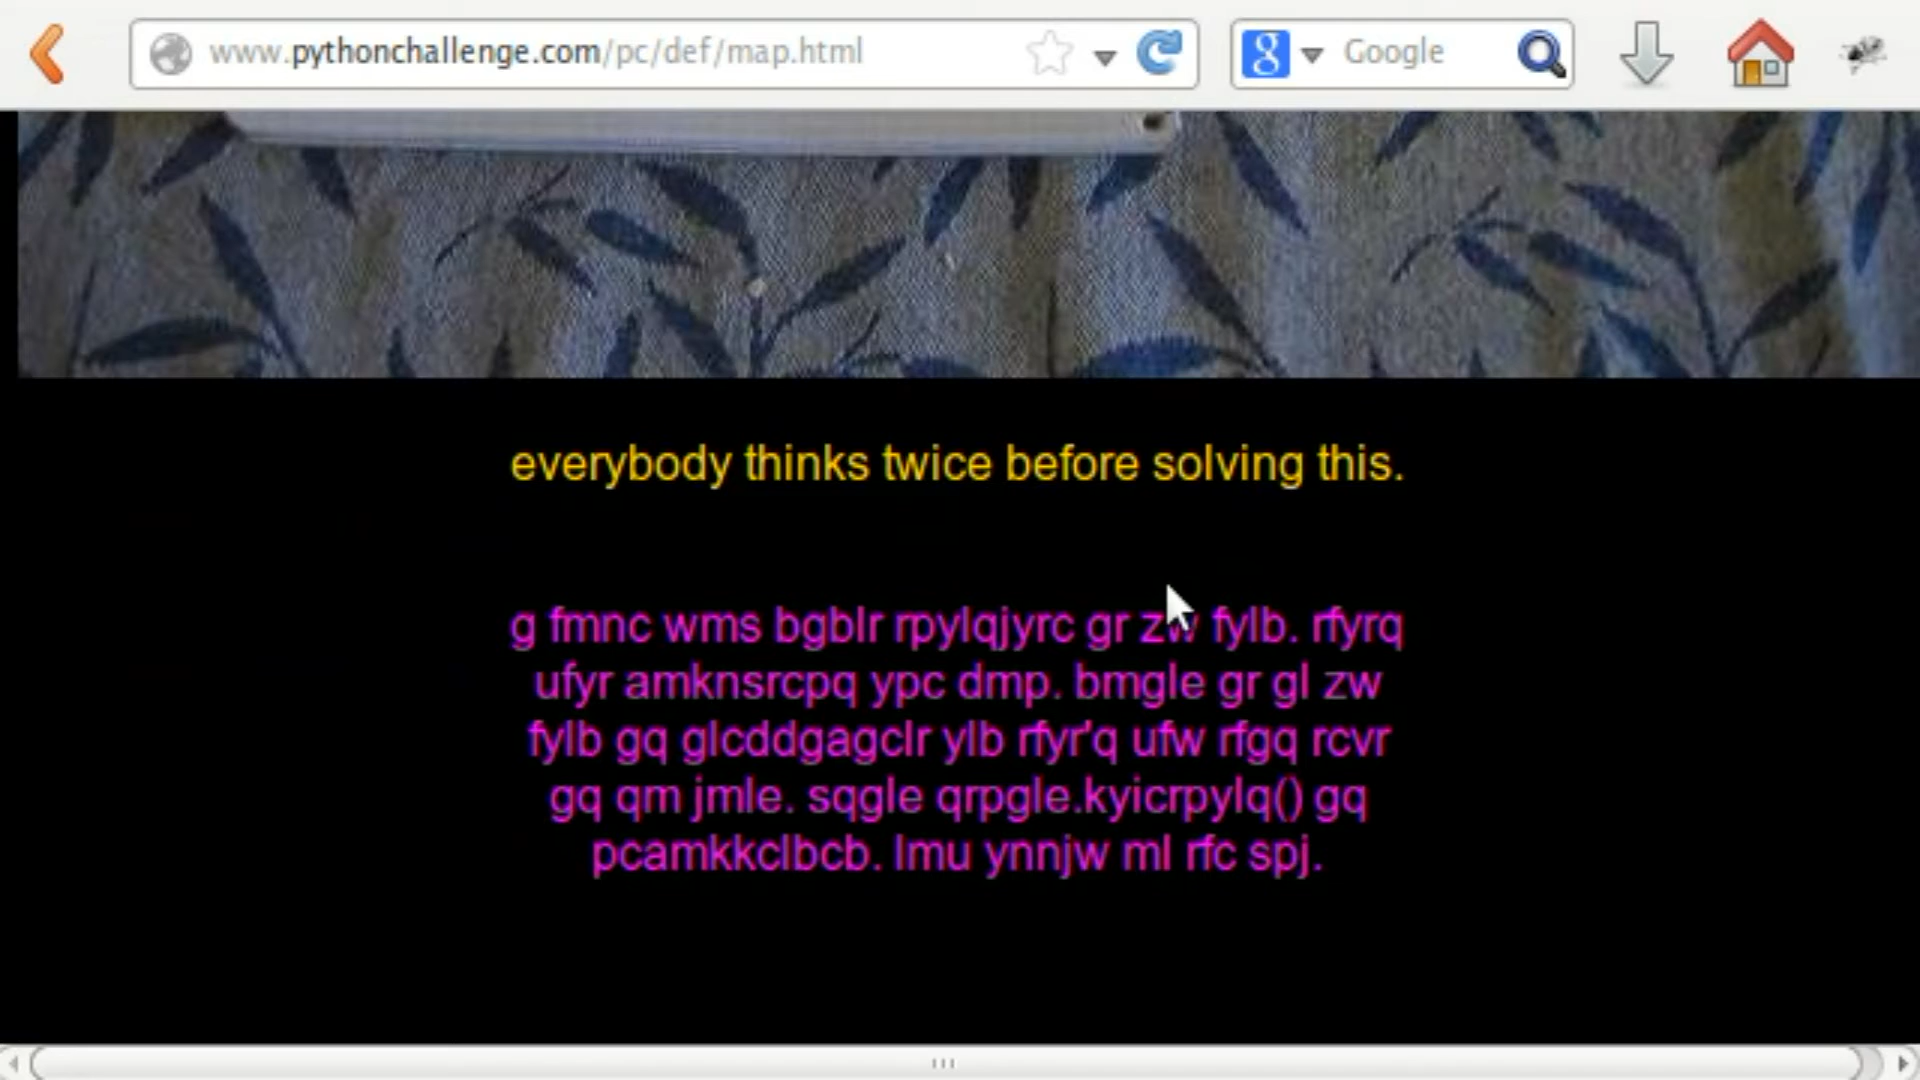 www.pythonchallenge.com/pc/def/map.html
8 Google
everybody thinks twice before solving this.
g fmnc wms bgblr rpylqjyrc gr zw fylb. rfyrq
ufyr amknsrcpq ypc dmp. bmgle gr gl zw
fylb gq glcddgagclr ylb rfyr'q ufw rfgq rcvr
gq qm jmle. sqgle qrpgle.kyicrpylq() gq
pcamkkclbcb. lmu ynnjw ml rfc spj.